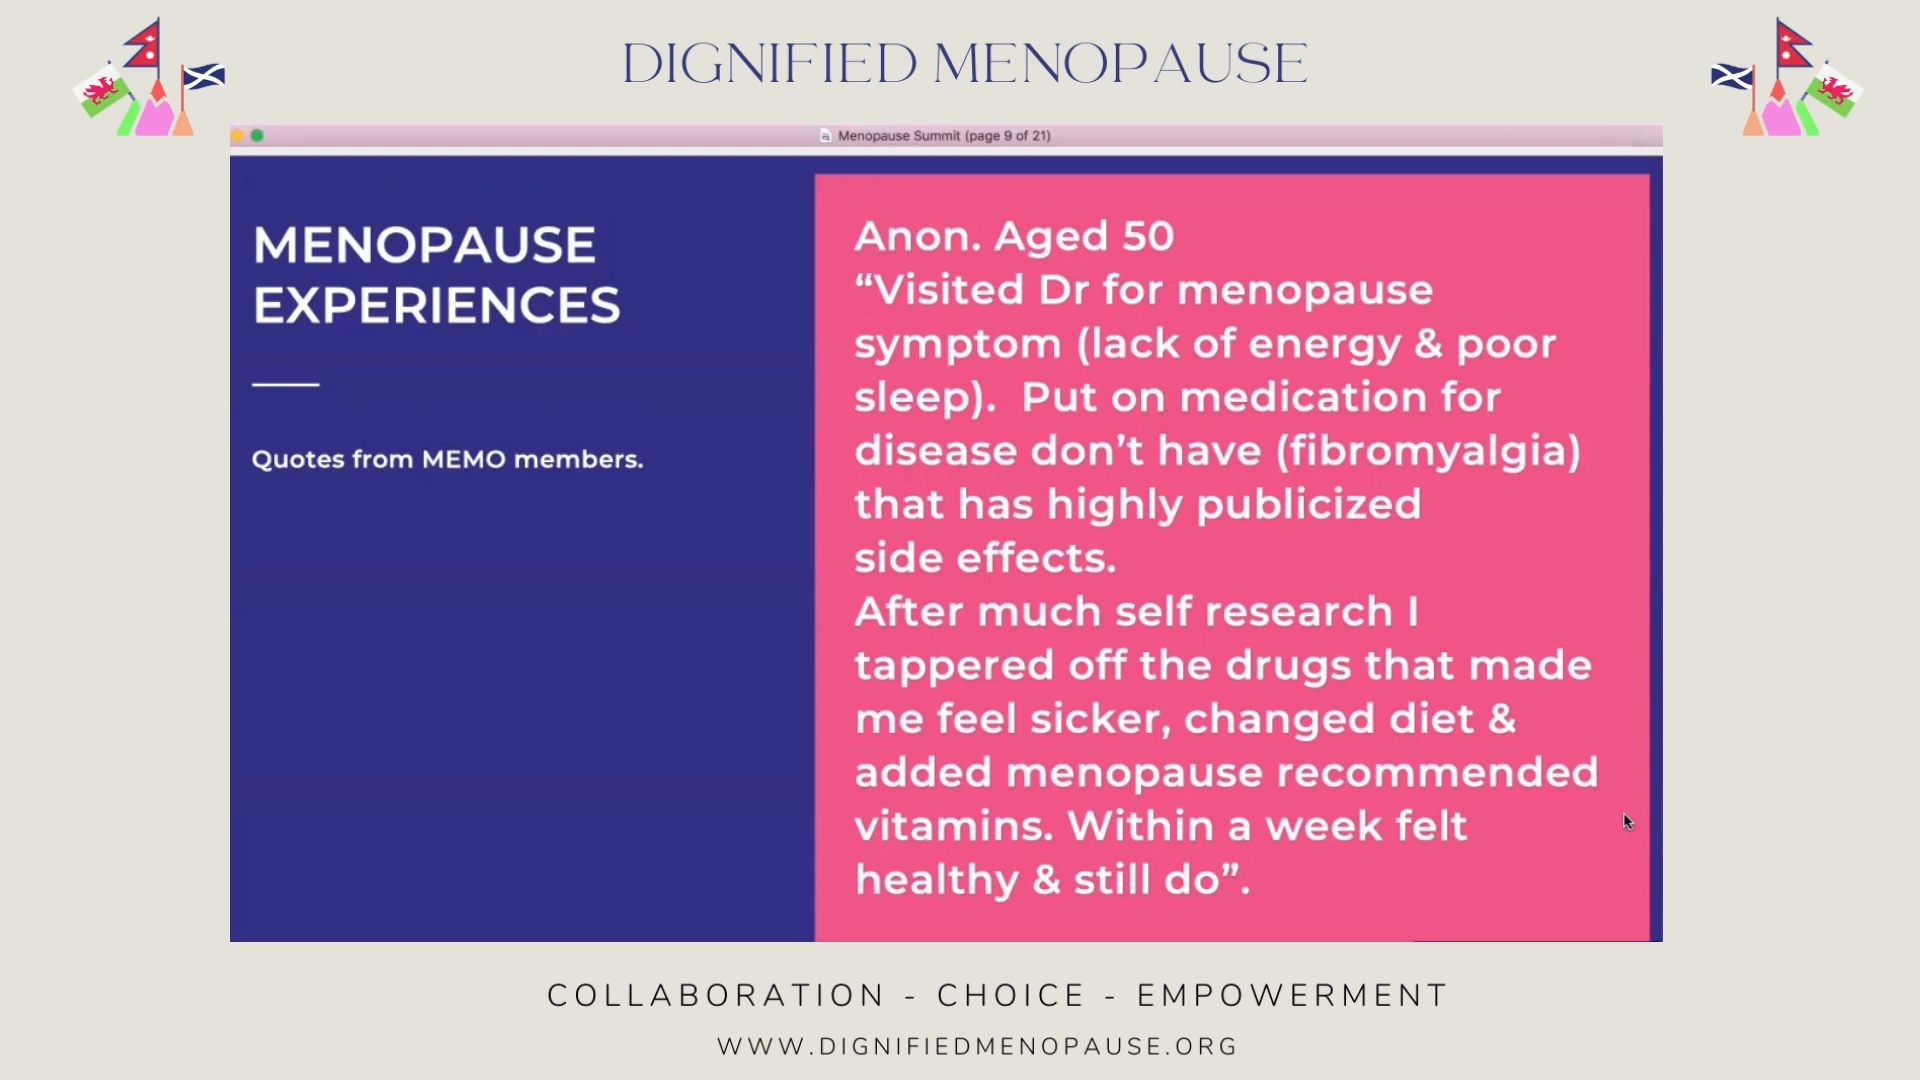 DIGNIFIED MENOPAUSE
Menopause Summit (page 9 of 21)
MENOPAUSE
EXPERIENCES
Quotes from MEMO members.
Anon. Aged 50
“Visited Dr for menopause
symptom (lack of energy & poor
sleep).  Put on medication for
disease don’t have (fibromyalgia)
that has highly publicized
side effects.
After much self research I
tappered off the drugs that made
me feel sicker, changed diet &
added menopause recommended
vitamins. Within a week felt
healthy & still do”.
COLLABORATION - CHOICE - EMPOWERMENT
WWW.DIGNIFIEDMENOPAUSE.ORG